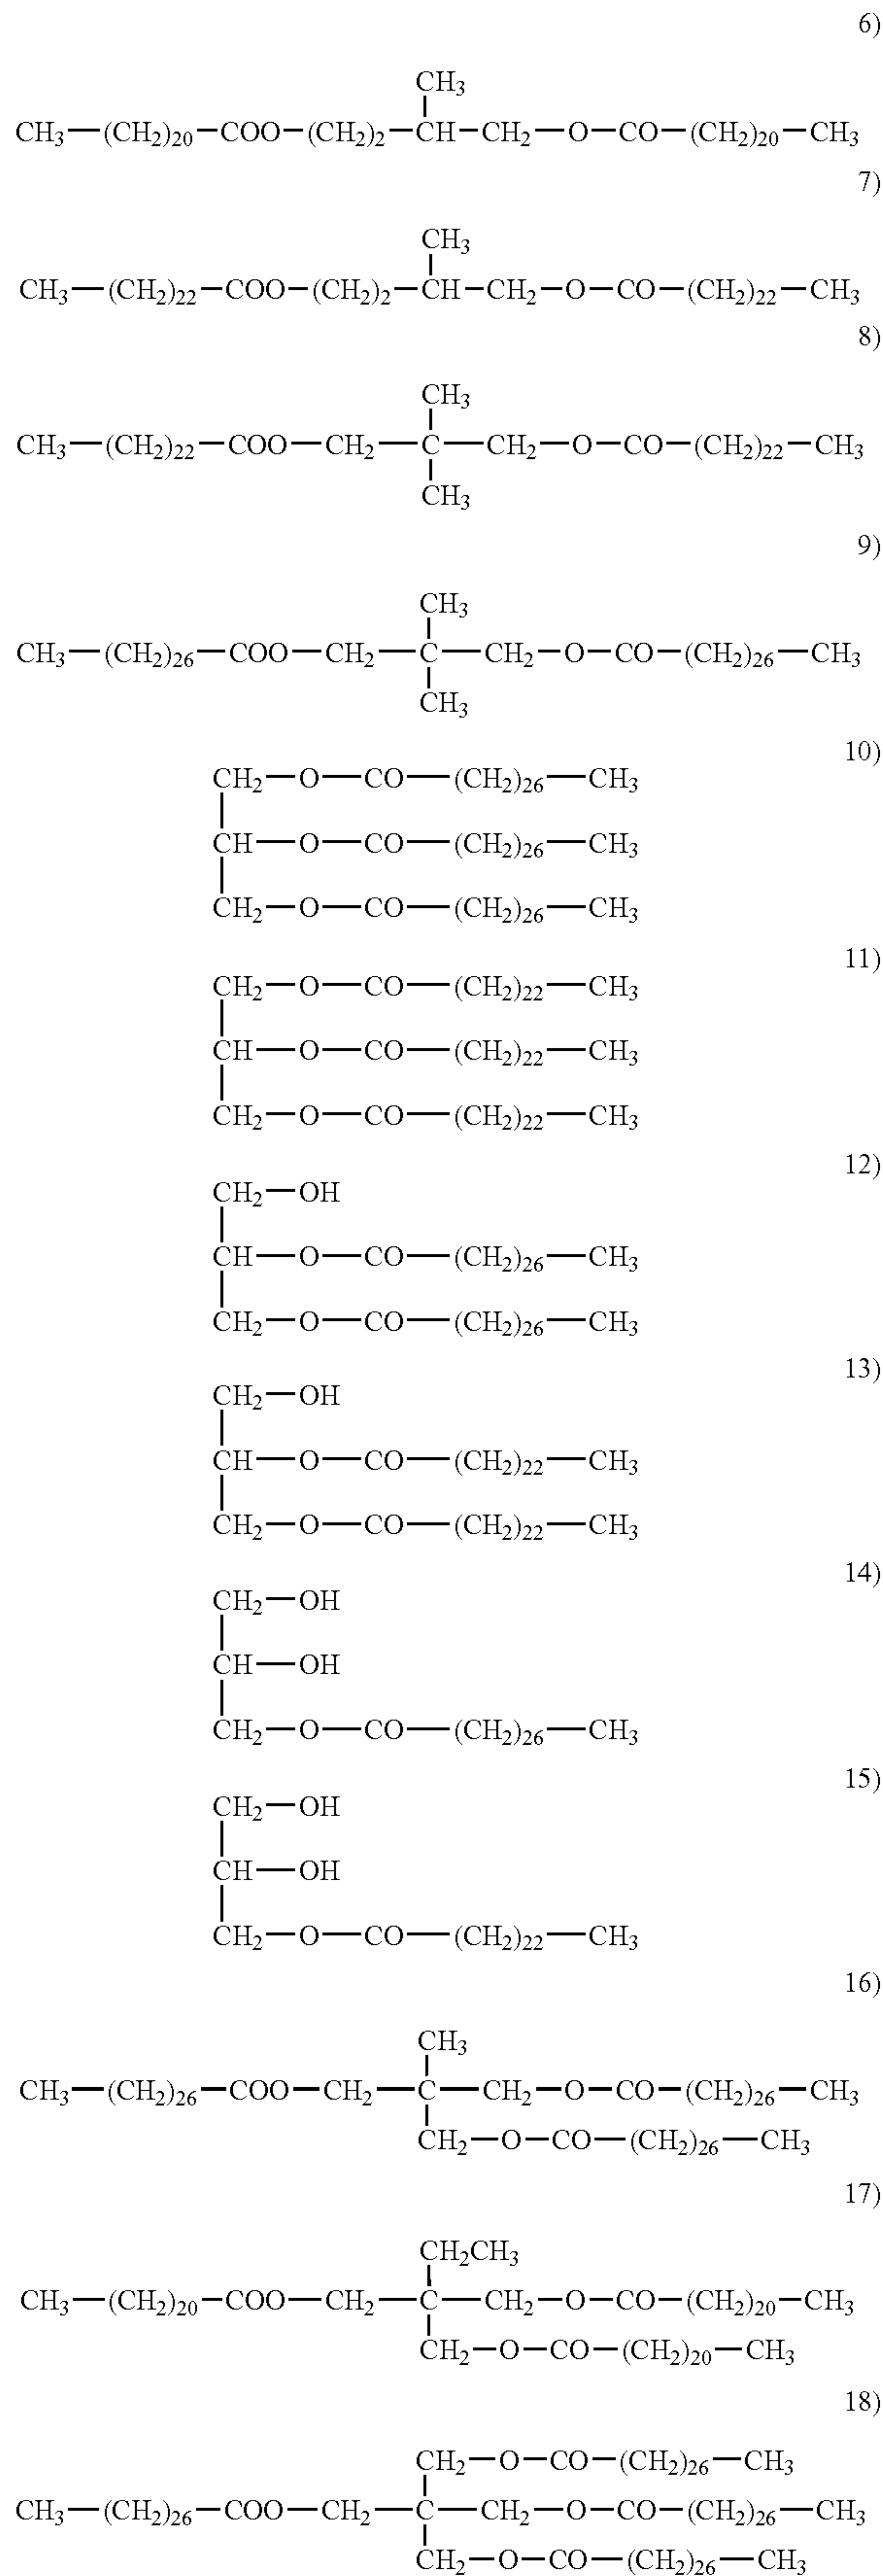 6)
CH₃
CH₃—(CH₂)₂₀—COO—(CH₂)₂—CH—CH₂—O—CO—(CH₂)₂₀—CH₃
7)
CH₃
CH₃—(CH₂)₂₂—COO—(CH₂)₂—CH—CH₂—O—CO—(CH₂)₂₂—CH₃
8)
CH₃
CH₃—(CH₂)₂₂—COO—CH₂—C—CH₂—O—CO—(CH₂)₂₂—CH₃
CH₃
9)
CH₃
CH₃—(CH₂)₂₆—COO—CH₂—C—CH₂—O—CO—(CH₂)₂₆—CH₃
CH₃
10)
CH₂—O—CO—(CH₂)₂₆—CH₃
CH—O—CO—(CH₂)₂₆—CH₃
CH₂—O—CO—(CH₂)₂₆—CH₃
11)
CH₂—O—CO—(CH₂)₂₂—CH₃
CH—O—CO—(CH₂)₂₂—CH₃
CH₂—O—CO—(CH₂)₂₂—CH₃
12)
CH₂—OH
CH—O—CO—(CH₂)₂₆—CH₃
CH₂—O—CO—(CH₂)₂₆—CH₃
13)
CH₂—OH
CH—O—CO—(CH₂)₂₂—CH₃
CH₂—O—CO—(CH₂)₂₂—CH₃
14)
CH₂—OH
CH—OH
CH₂—O—CO—(CH₂)₂₆—CH₃
15)
CH₂—OH
CH—OH
CH₂—O—CO—(CH₂)₂₂—CH₃
16)
CH₃
CH₃—(CH₂)₂₆—COO—CH₂—C—CH₂—O—CO—(CH₂)₂₆—CH₃
CH₂—O—CO—(CH₂)₂₆—CH₃
17)
CH₂CH₃
CH₃—(CH₂)₂₀—COO—CH₂—C—CH₂—O—CO—(CH₂)₂₀—CH₃
CH₂—O—CO—(CH₂)₂₀—CH₃
18)
CH₂—O—CO—(CH₂)₂₆—CH₃
CH₃—(CH₂)₂₆—COO—CH₂—C—CH₂—O—CO—(CH₂)₂₆—CH₃
CH₂—O—CO—(CH₂)₂₆—CH₃